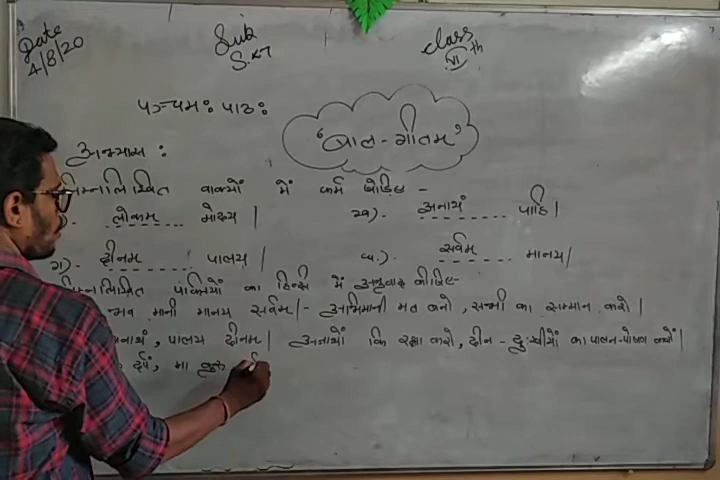 Date Sub Class
4/8/20 S.KT VI th
पञ्चमः पाठः
'बाल-गीतम्'
अभ्यास :
निम्नलिखित वाक्यों में कर्म जोड़िए -
लोकम् मोदय | ख). अनाथं पाहि |
ग). दीनम् पालय | घ.). सर्वम् मानय |
निम्नलिखित पंक्तियों का हिन्दी में अनुवाद कीजिए-
भव मानी मानय सर्वम् | - अभिमानी मत बनो, सभी का सम्मान करो |
अनाथं, पालय दीनम् | अनाथों कि रक्षा करो, दीन - दुःखीयों का पालन-पोषण करो |
दर्पं, मा कुरु